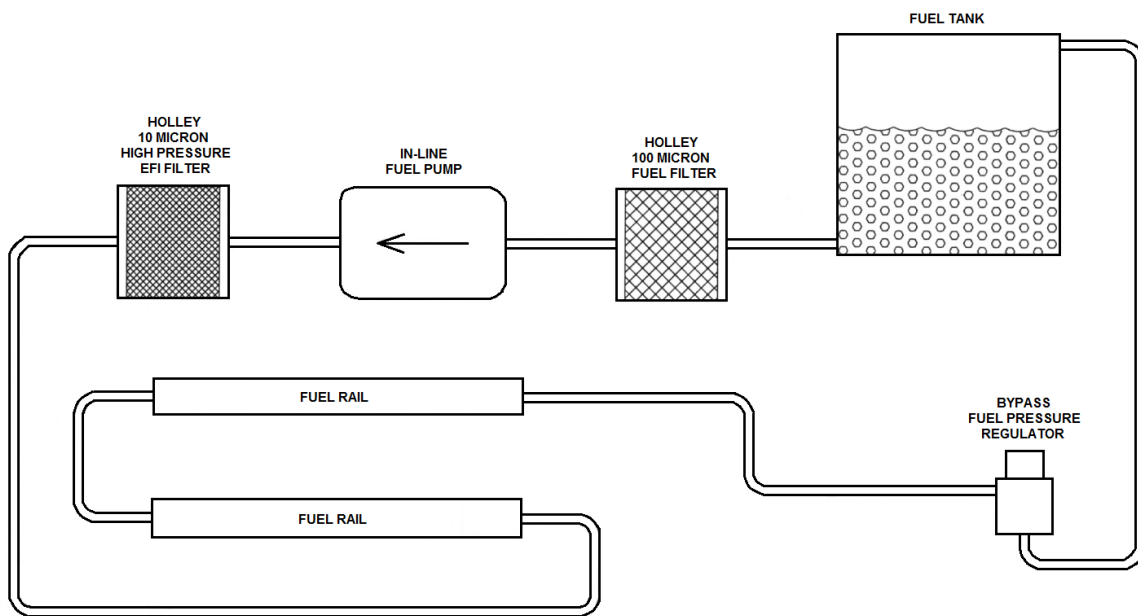 FUEL TANK
HOLLEY
10 MICRON
HIGH PRESSURE
EFI FILTER
IN-LINE
FUEL PUMP
HOLLEY
100 MICRON
FUEL FILTER
FUEL RAIL
BYPASS
FUEL PRESSURE
REGULATOR
FUEL RAIL